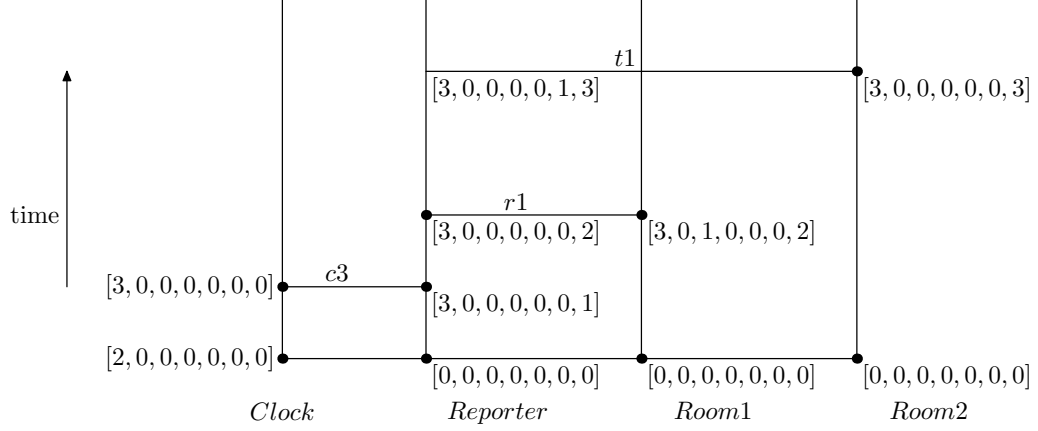 t1
[3, 0, 0, 0, 0, 1, 3]
[3, 0, 0, 0, 0, 0, 3]
time
r1
[3, 0, 0, 0, 0, 0, 2]
[3, 0, 1, 0, 0, 0, 2]
[3, 0, 0, 0, 0, 0, 0]
c3
[3, 0, 0, 0, 0, 0, 1]
[2, 0, 0, 0, 0, 0, 0]
[0, 0, 0, 0, 0, 0, 0]
[0, 0, 0, 0, 0, 0, 0]
[0, 0, 0, 0, 0, 0, 0]
Clock
Reporter
Room1
Room2